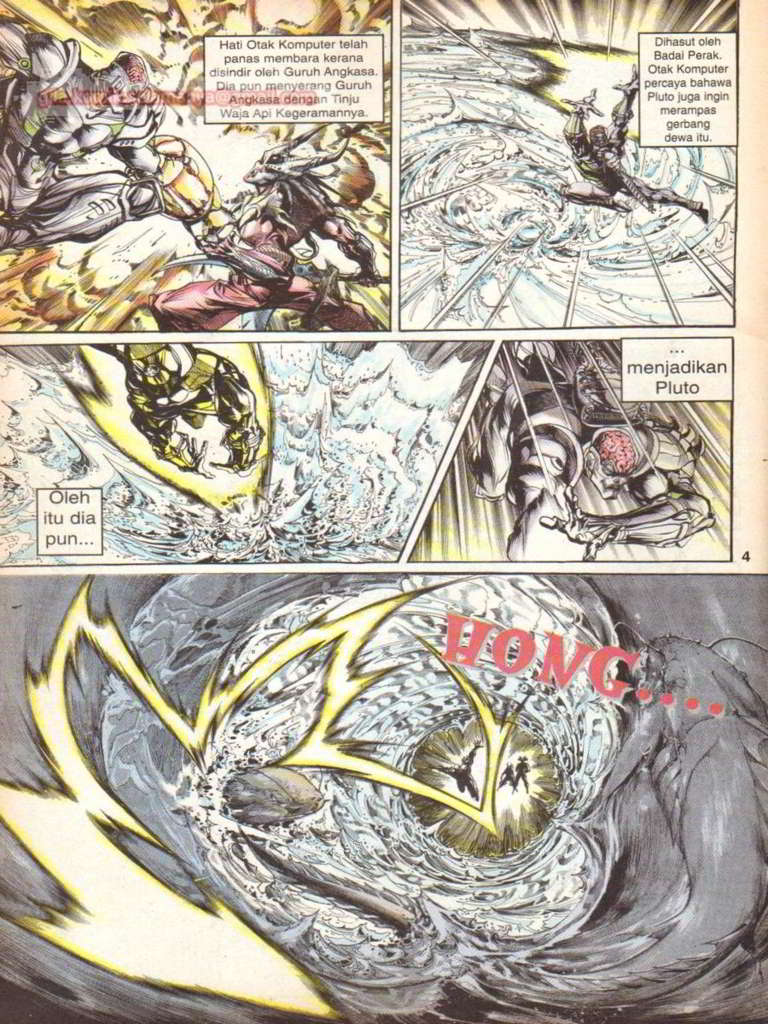 Hati Otak Komputer telah
panas membara kerana
disindir oleh Guruh Angkasa.
Dia pun menyerang Guruh
Angkasa dengan Tinju
Waja Api Kegeramannya.
Dihasut oleh
Badai Perak.
Otak Komputer
percaya bahawa
Pluto juga ingin
merampas
gerbang
dewa itu.
Oleh
itu dia
pun...
...
menjadikan
Pluto
4
HONG....